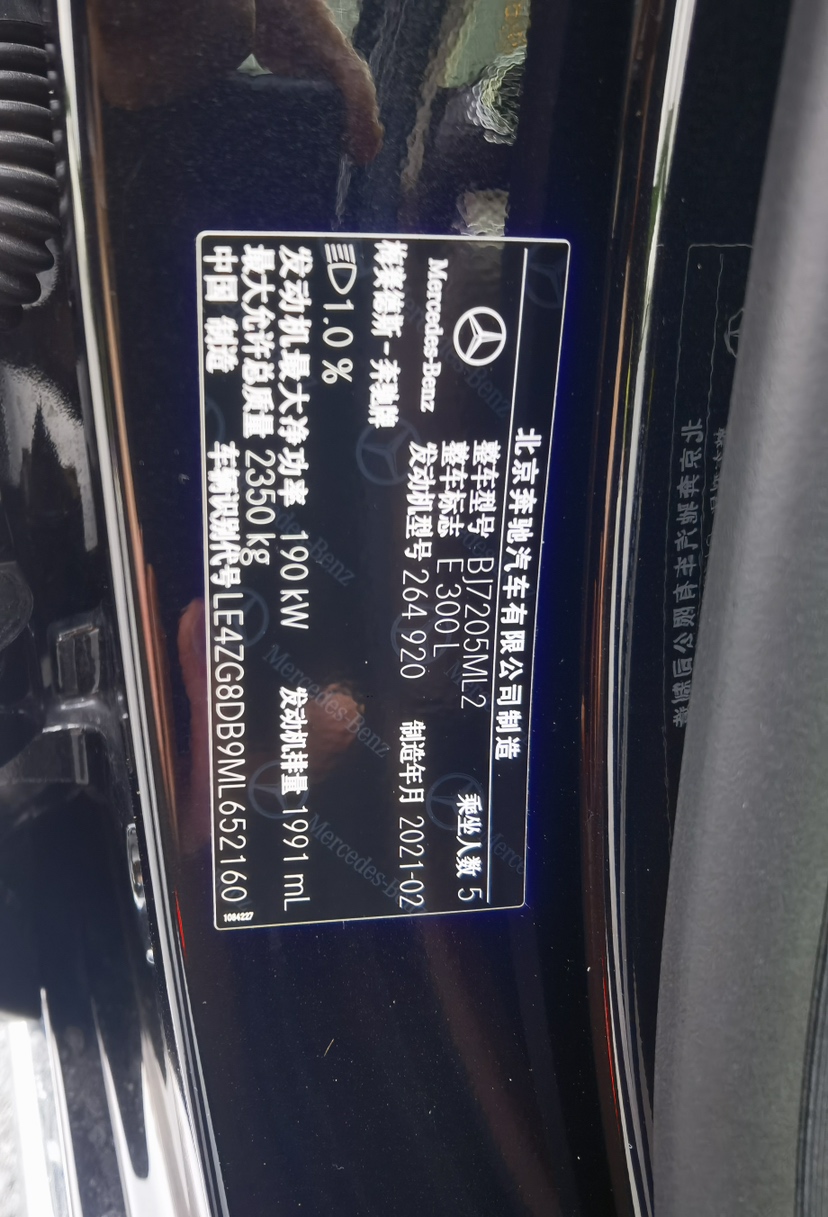 北京奔驰汽车有限公司制造
Mercedes-Benz
整车型号 BJ7205ML2 乘坐人数 5
整车标志 E 300 L
梅赛德斯-奔驰牌 发动机型号 264 920 制造年月 2021-02
1.0 %
发动机最大净功率 190 kW 发动机排量 1991 mL
最大允许总质量 2350 kg
中国 制造 车辆识别代号 LE4ZG8DB9ML652160
1084227